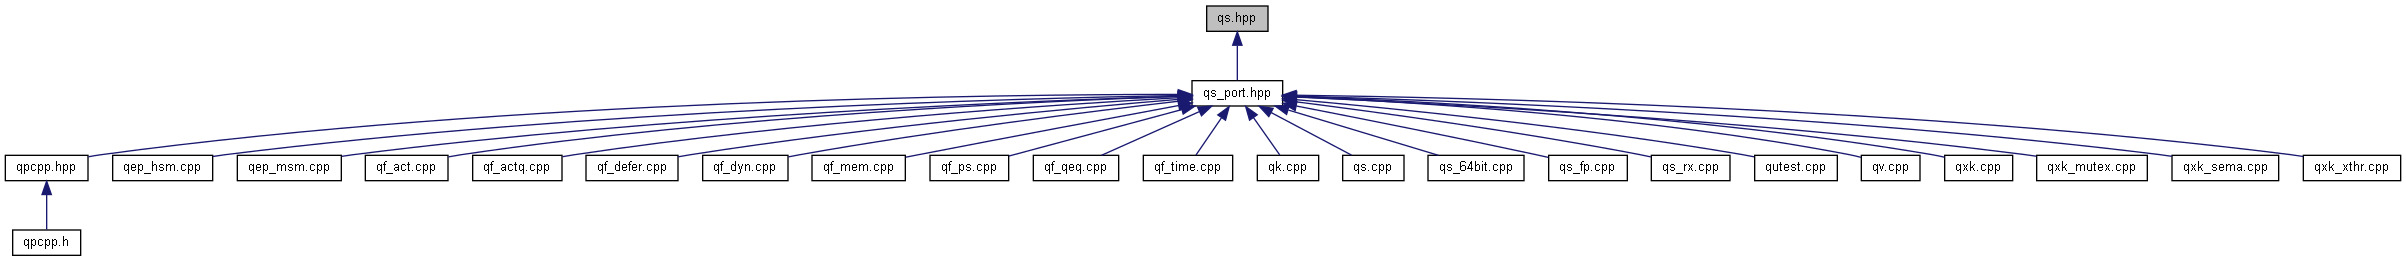 qs.hpp
qs_port.hpp
qpcpp.hpp
qep_hsm.cpp
qep_msm.cpp
qf_act.cpp
qf_actq.cpp
qf_defer.cpp
qf_dyn.cpp
qf_mem.cpp
qf_ps.cpp
qf_qeq.cpp
qf_time.cpp
qk.cpp
qs.cpp
qs_64bit.cpp
qs_fp.cpp
qs_rx.cpp
qutest.cpp
qv.cpp
qxk.cpp
qxk_mutex.cpp
qxk_sema.cpp
qxk_xthr.cpp
qpcpp.h